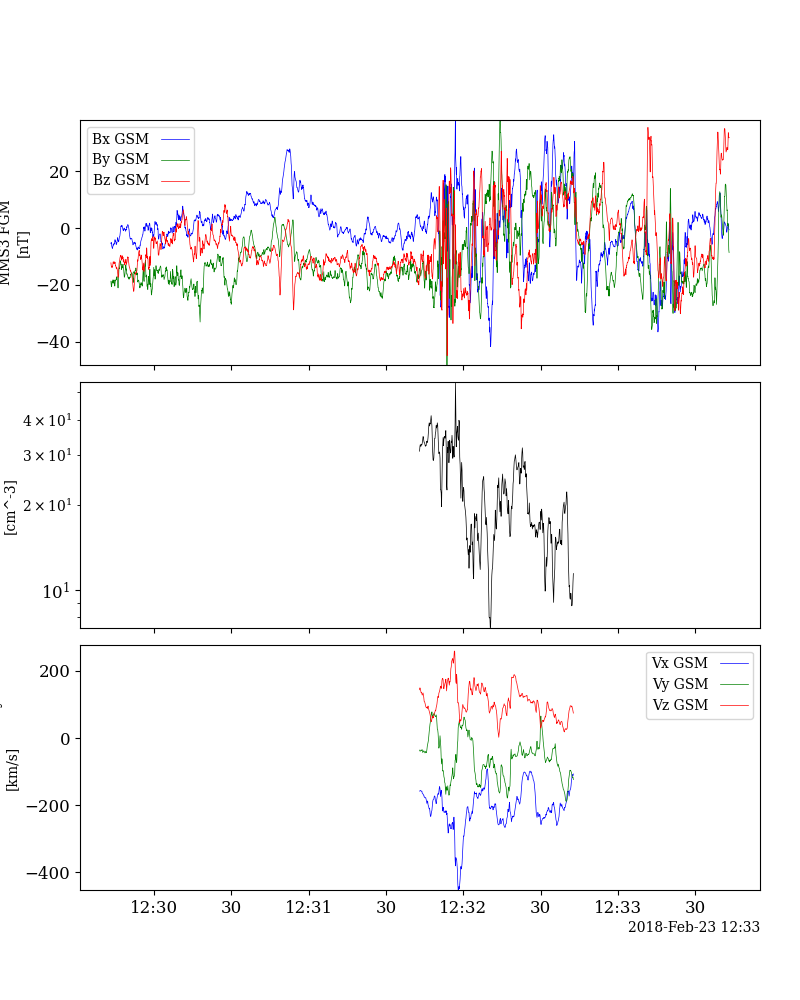 MMS3 FGM
[nT]
20
0
−20
−40
Bx GSM
By GSM
Bz GSM
[cm^-3]
4 × 10¹
3 × 10¹
2 × 10¹
10¹
[km/s]
200
0
−200
−400
Vx GSM
Vy GSM
Vz GSM
12:30 30 12:31 30 12:32 30 12:33 30
2018-Feb-23 12:33